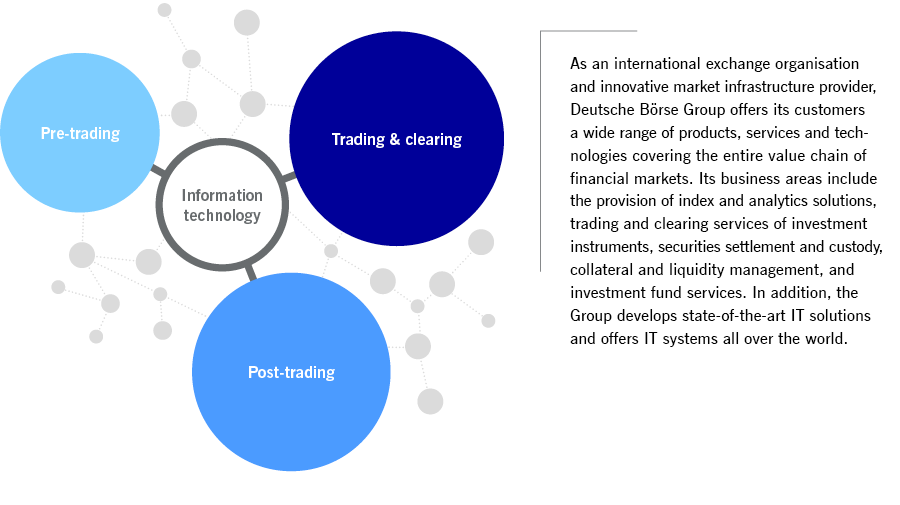 Pre-trading
Trading & clearing
Information
technology
Post-trading
As an international exchange organisation
and innovative market infrastructure provider,
Deutsche Börse Group offers its customers
a wide range of products, services and tech-
nologies covering the entire value chain of
financial markets. Its business areas include
the provision of index and analytics solutions,
trading and clearing services of investment
instruments, securities settlement and custody,
collateral and liquidity management, and
investment fund services. In addition, the
Group develops state-of-the-art IT solutions
and offers IT systems all over the world.